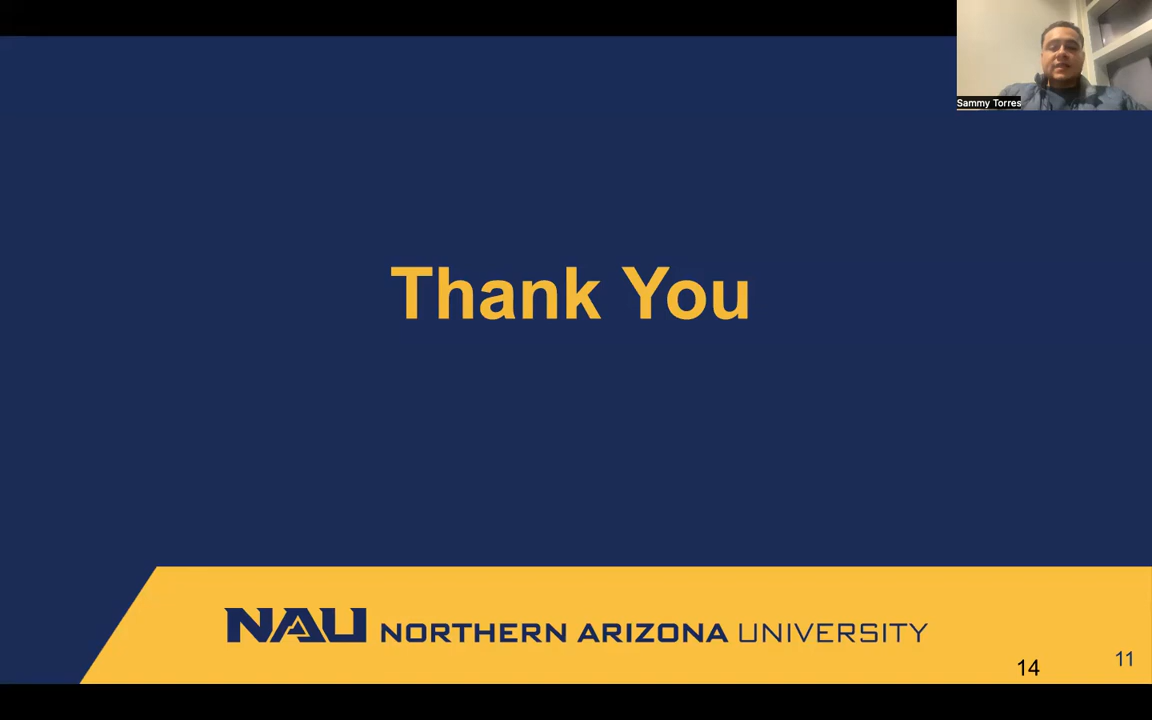 Sammy Torres
Thank You
NAU NORTHERN ARIZONA UNIVERSITY
14
11